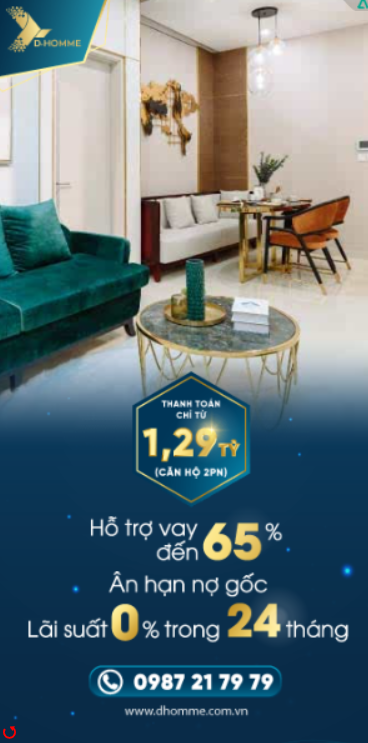 D-HOMME
THANH TOÁN
CHỈ TỪ
1,29 TỶ
(CĂN HỘ 2PN)
Hỗ trợ vay
đến 65%
Ân hạn nợ gốc
Lãi suất 0% trong 24 tháng
0987 21 79 79
www.dhomme.com.vn